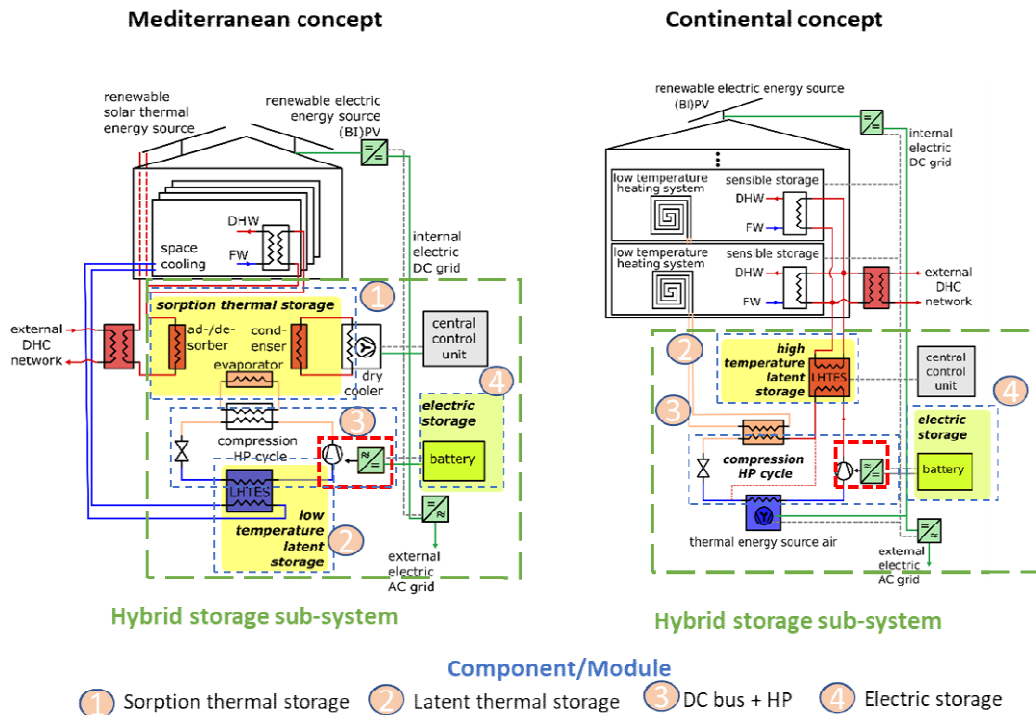 Mediterranean concept
renewable
solar thermal
energy source
renewable electric
energy source
(BI)PV
DHW
FW
space
cooling
internal
electric
DC grid
sorption thermal storage
1
external
DHC
network
ad-/de-
sorber
cond-
enser
evaporator
dry
cooler
central
control
unit
4
3
electric
storage
compression
HP cycle
battery
LHTES
low
temperature
latent
storage
2
external
electric
AC grid
Hybrid storage sub-system
Continental concept
renewable electric energy source
(BI)PV
internal
electric
DC grid
low temperature
heating system
sensible storage
DHW
FW
low temperature
heating system
sensible storage
DHW
FW
external
DHC
network
2
high
temperature
latent
storage
LHTES
central
control
unit
4
3
electric
storage
compression
HP cycle
battery
thermal energy source air
external
electric
AC grid
Hybrid storage sub-system
Component/Module
1 Sorption thermal storage 2 Latent thermal storage 3 DC bus + HP 4 Electric storage